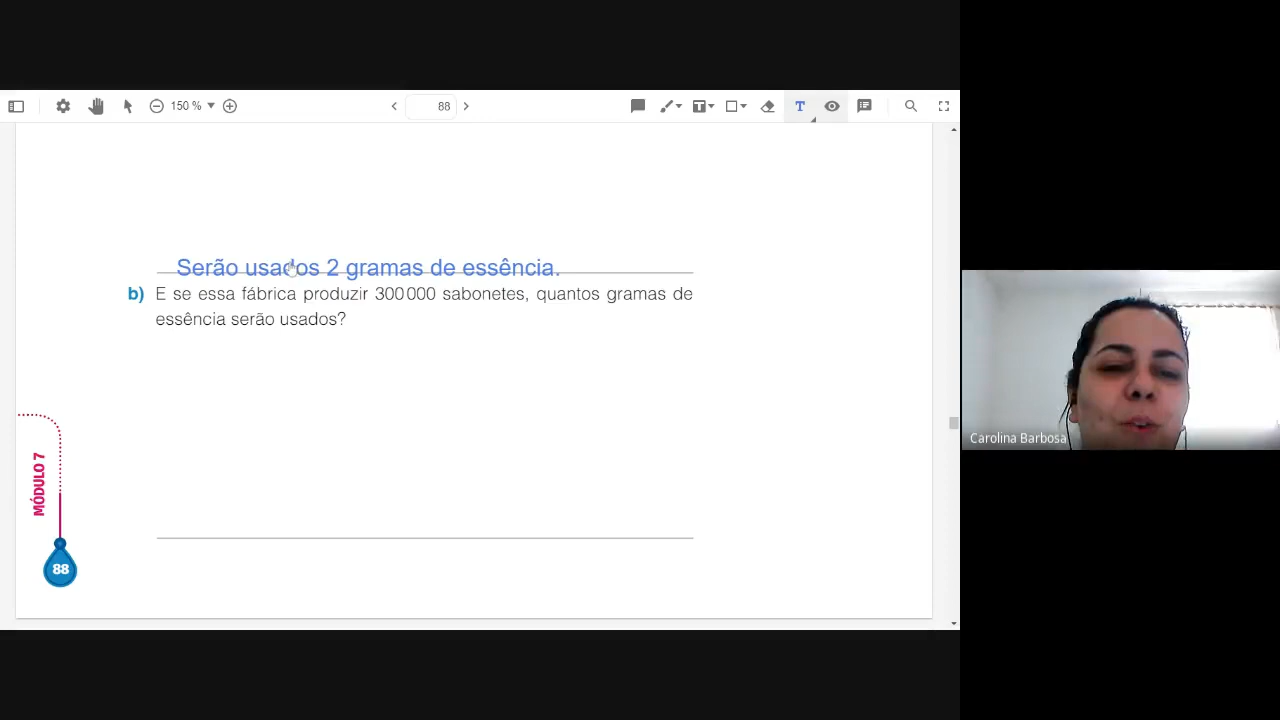 150 %
88
T
T
Serão usados 2 gramas de essência.
b) E se essa fábrica produzir 300 000 sabonetes, quantos gramas de
essência serão usados?
MÓDULO 7
88
Carolina Barbosa